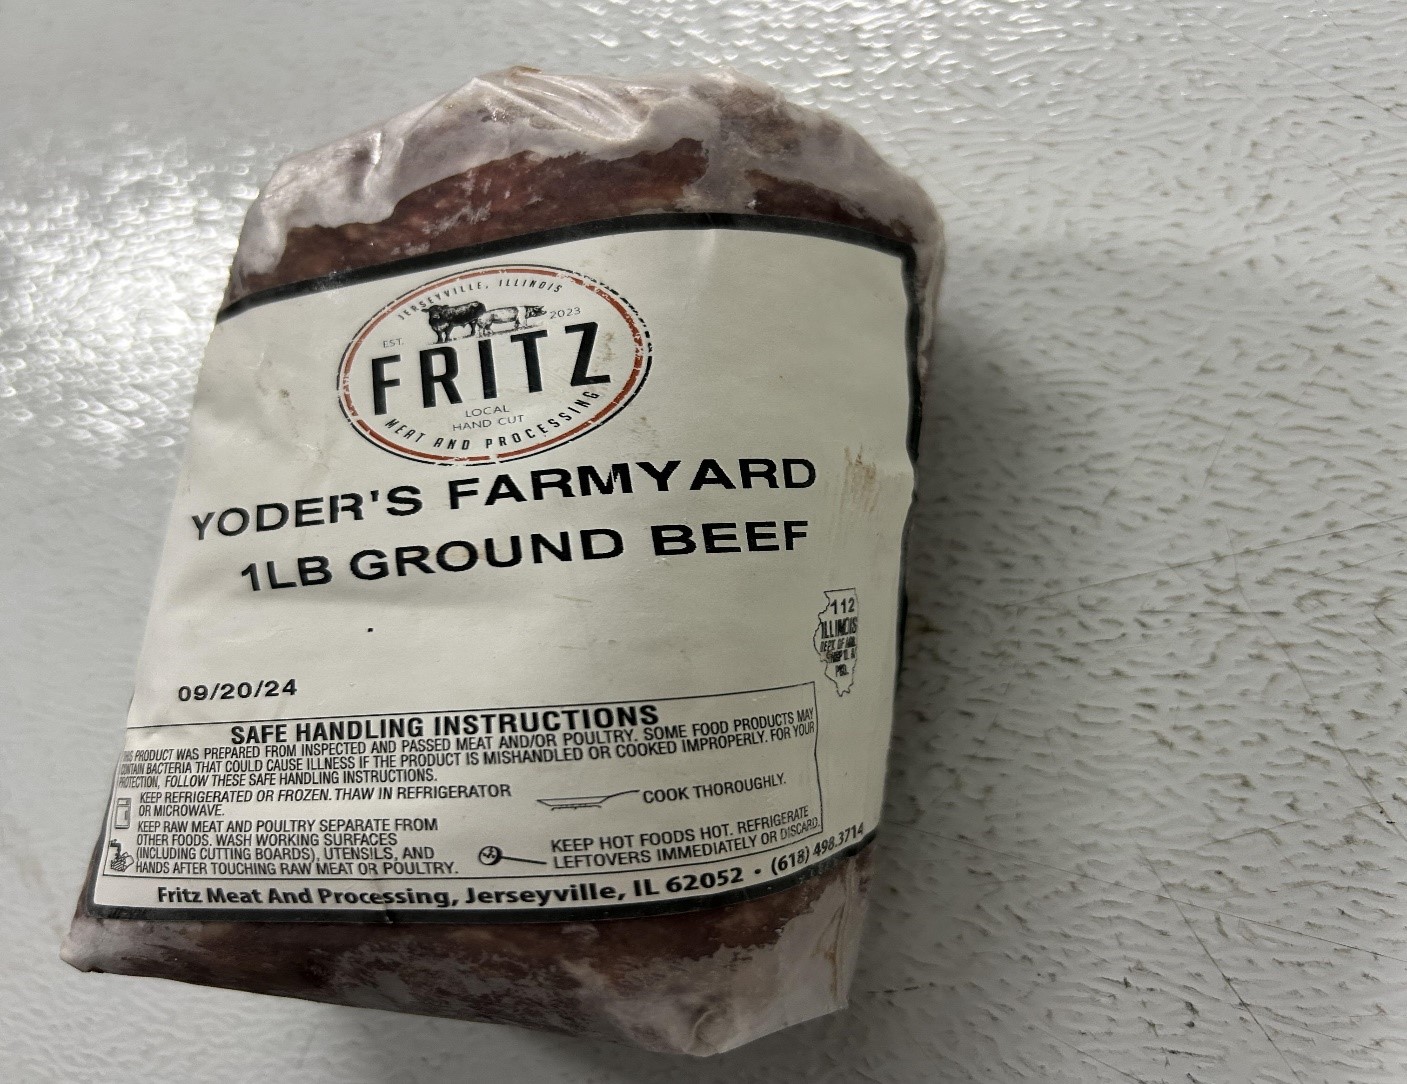 JERSEYVILLE, ILLINOIS
EST. 2023
FRITZ
LOCAL
HAND CUT
MEAT AND PROCESSING
YODER'S FARMYARD
1LB GROUND BEEF
112
ILLINOIS
DEPT. OF
09/20/24
SAFE HANDLING INSTRUCTIONS
THIS PRODUCT WAS PREPARED FROM INSPECTED AND PASSED MEAT AND/OR POULTRY. SOME FOOD PRODUCTS MAY
CONTAIN BACTERIA THAT COULD CAUSE ILLNESS IF THE PRODUCT IS MISHANDLED OR COOKED IMPROPERLY. FOR YOUR
PROTECTION, FOLLOW THESE SAFE HANDLING INSTRUCTIONS.
KEEP REFRIGERATED OR FROZEN. THAW IN REFRIGERATOR
OR MICROWAVE.
KEEP RAW MEAT AND POULTRY SEPARATE FROM
OTHER FOODS. WASH WORKING SURFACES
(INCLUDING CUTTING BOARDS), UTENSILS, AND
HANDS AFTER TOUCHING RAW MEAT OR POULTRY.
COOK THOROUGHLY.
KEEP HOT FOODS HOT. REFRIGERATE
LEFTOVERS IMMEDIATELY OR DISCARD.
Fritz Meat And Processing, Jerseyville, IL 62052 • (618) 498.3714